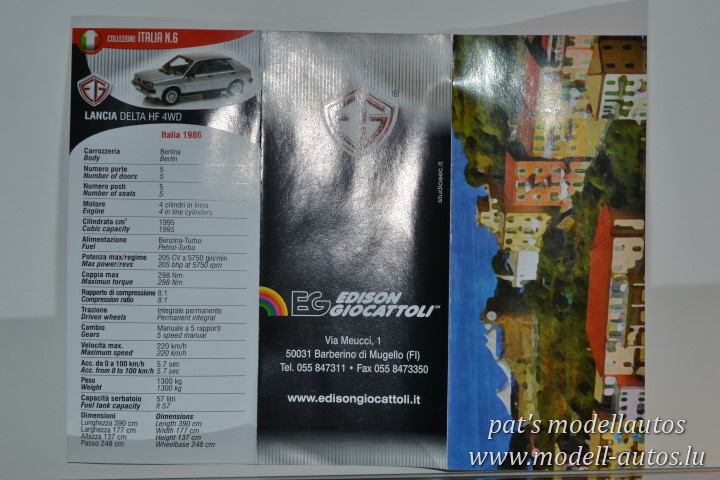 COLLEZIONE ITALIA N.6
LANCIA DELTA HF 4WD
Italia 1986
Carrozzeria Berlina
Body Berlin
Numero porte 5
Number of doors 5
Numero posti 5
Number of seats 5
Motore 4 cilindri in linea
Engine 4 in line cylinders
Cilindrata cm³ 1995
Cubic capacity 1995
Alimentazione Benzina-Turbo
Fuel Petrol-Turbo
Potenza max/regime 205 CV a 5750 giri/min
Max power/revs 205 bhp at 5750 rpm
Coppia max 298 Nm
Maximun torque 298 Nm
Rapporto di compressione 8:1
Compression ratio 8:1
Trazione Integrale permanente
Driven wheels Permanent integral
Cambio Manuale a 5 rapporti
Gears 5 speed manual
Velocità max. 220 km/h
Maximum speed 220 km/h
Acc. da 0 a 100 km/h 5.7 sec
Acc. from 0 to 100 km/h 5.7 sec
Peso 1300 kg
Weight 1300 kg
Capacità serbatoio 57 litri
Fuel tank capacity lt 57
Dimensioni Dimensions
Lunghezza 390 cm Length 390 cm
Larghezza 177 cm Width 177 cm
Altezza 137 cm Height 137 cm
Passo 248 cm Wheelbase 248 cm
®
studioaec.it
EG EDISON
GIOCATTOLI
Via Meucci, 1
50031 Barberino di Mugello (FI)
Tel. 055 847311 • Fax 055 8473350
www.edisongiocattoli.it
pat's modellautos
www.modell-autos.lu